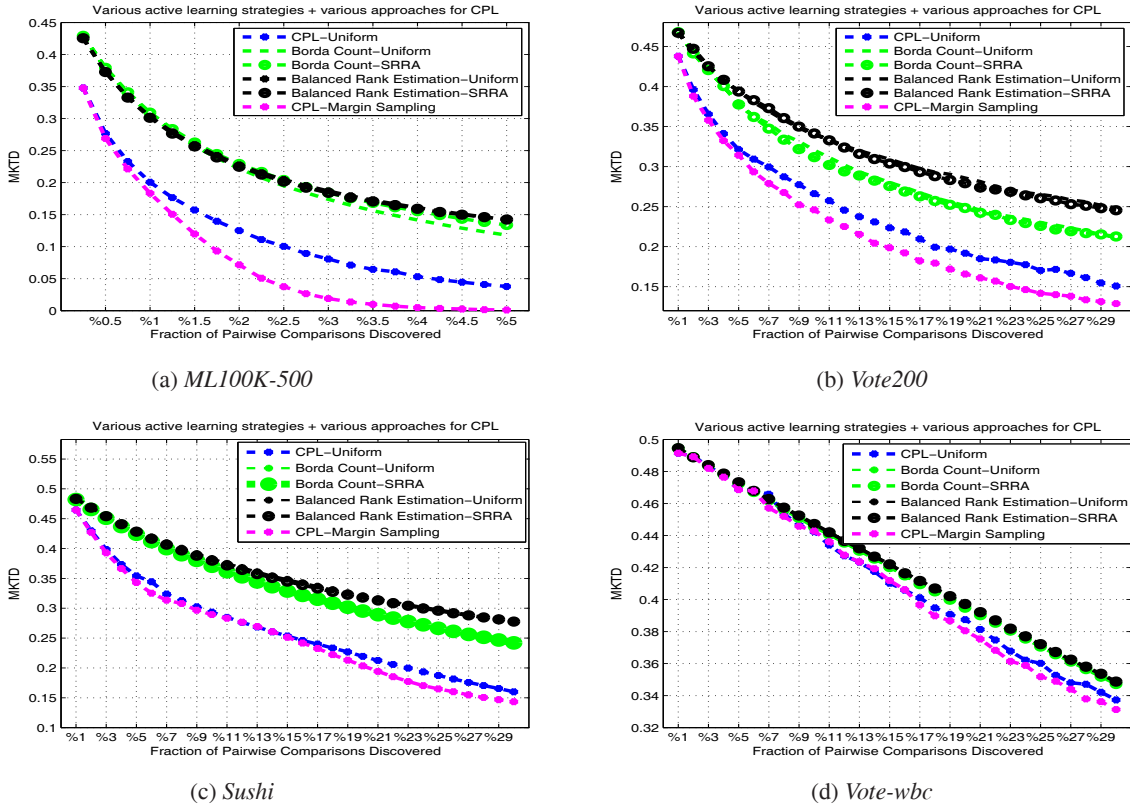 Various active learning strategies + various approaches for CPL
0.45
0.4
0.35
0.3
0.25
0.2
0.15
0.1
0.05
0
MKTD
CPL−Uniform
Borda Count−Uniform
Borda Count−SRRA
Balanced Rank Estimation−Uniform
Balanced Rank Estimation−SRRA
CPL−Margin Sampling
%0.5 %1 %1.5 %2 %2.5 %3 %3.5 %4 %4.5 %5
Fraction of Pairwise Comparisons Discovered
(a) ML100K-500
Various active learning strategies + various approaches for CPL
0.45
0.4
0.35
0.3
0.25
0.2
0.15
MKTD
CPL−Uniform
Borda Count−Uniform
Borda Count−SRRA
Balanced Rank Estimation−Uniform
Balanced Rank Estimation−SRRA
CPL−Margin Sampling
%1 %3 %5 %7 %9 %11 %13 %15 %17 %19 %21 %23 %25 %27 %29
Fraction of Pairwise Comparisons Discovered
(b) Vote200
Various active learning strategies + various approaches for CPL
0.55
0.5
0.45
0.4
0.35
0.3
0.25
0.2
0.15
0.1
MKTD
CPL−Uniform
Borda Count−Uniform
Borda Count−SRRA
Balanced Rank Estimation−Uniform
Balanced Rank Estimation−SRRA
CPL−Margin Sampling
%1 %3 %5 %7 %9 %11 %13 %15 %17 %19 %21 %23 %25 %27 %29
Fraction of Pairwise Comparisons Discovered
(c) Sushi
Various active learning strategies + various approaches for CPL
0.5
0.48
0.46
0.44
0.42
0.4
0.38
0.36
0.34
0.32
MKTD
CPL−Uniform
Borda Count−Uniform
Borda Count−SRRA
Balanced Rank Estimation−Uniform
Balanced Rank Estimation−SRRA
CPL−Margin Sampling
%1 %3 %5 %7 %9 %11 %13 %15 %17 %19 %21 %23 %25 %27 %29
Fraction of Pairwise Comparisons Discovered
(d) Vote-wbc